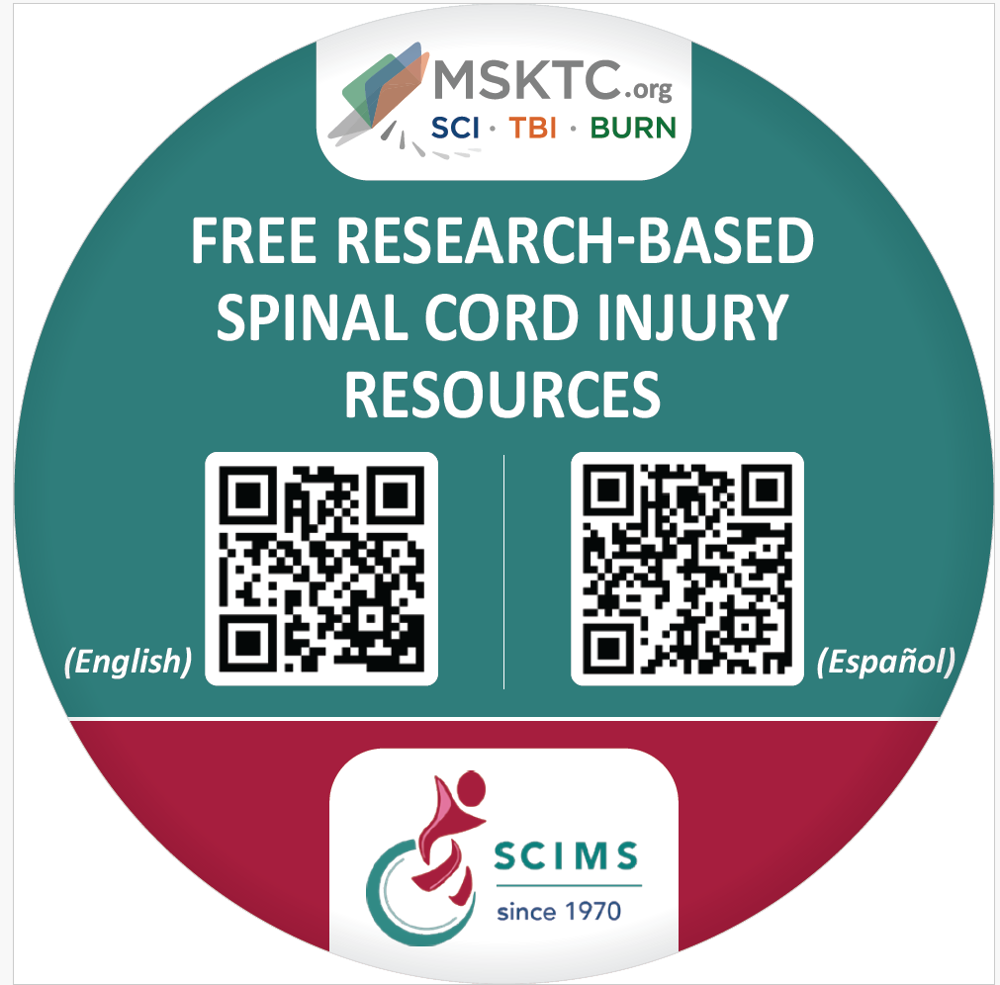 MSKTC.org
SCI · TBI · BURN
FREE RESEARCH-BASED
SPINAL CORD INJURY
RESOURCES
(English)
(Español)
SCIMS
since 1970